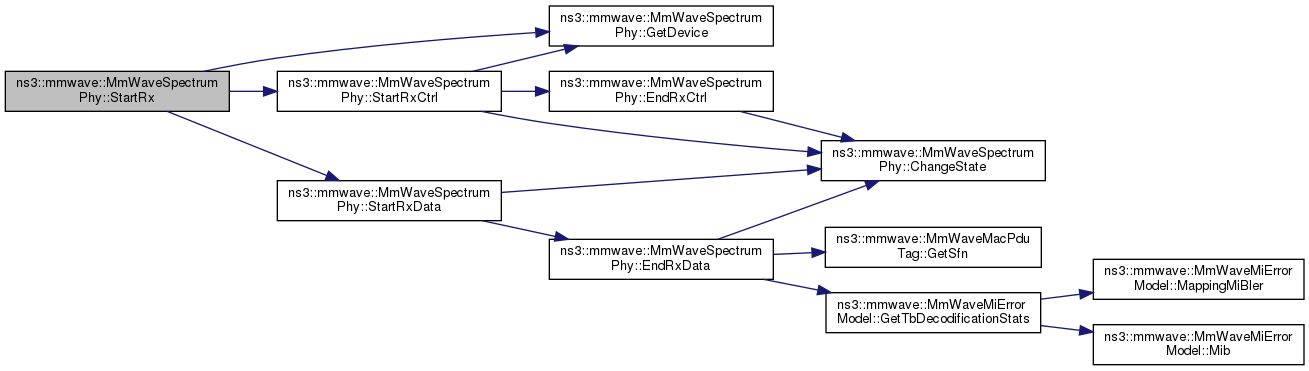 ns3::mmwave::MmWaveSpectrum
Phy::StartRx
ns3::mmwave::MmWaveSpectrum
Phy::GetDevice
ns3::mmwave::MmWaveSpectrum
Phy::StartRxCtrl
ns3::mmwave::MmWaveSpectrum
Phy::EndRxCtrl
ns3::mmwave::MmWaveSpectrum
Phy::ChangeState
ns3::mmwave::MmWaveSpectrum
Phy::StartRxData
ns3::mmwave::MmWaveSpectrum
Phy::EndRxData
ns3::mmwave::MmWaveMacPdu
Tag::GetSfn
ns3::mmwave::MmWaveMiError
Model::GetTbDecodificationStats
ns3::mmwave::MmWaveMiError
Model::MappingMiBler
ns3::mmwave::MmWaveMiError
Model::Mib